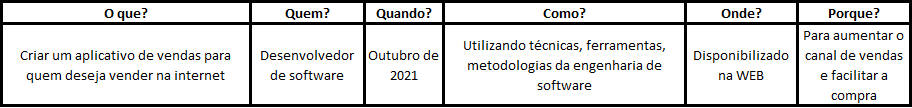 O que? Quem? Quando? Como? Onde? Porque?
Criar um aplicativo de vendas para
quem deseja vender na internet
Desenvolvedor
de software
Outubro de
2021
Utilizando técnicas, ferramentas,
metodologias da engenharia de
software
Disponibilizado
na WEB
Para aumentar o
canal de vendas
e facilitar a
compra